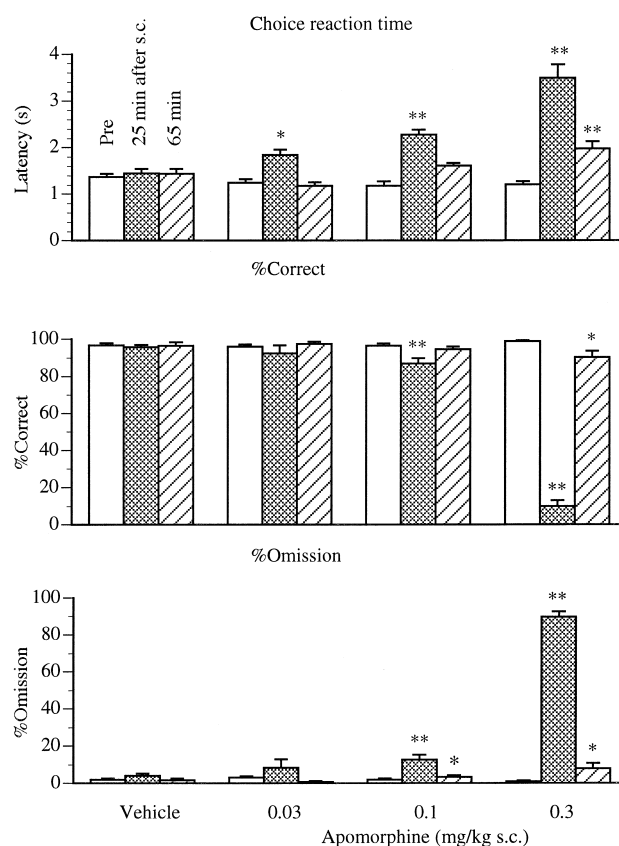 Choice reaction time
Latency (s)
4
3
2
1
0
Pre
25 min after s.c.
65 min
*
**
**
**
%Correct
%Correct
100
80
60
40
20
0
**
**
*
%Omission
%Omission
100
80
60
40
20
0
**
*
**
*
Vehicle 0.03 0.1 0.3
Apomorphine (mg/kg s.c.)